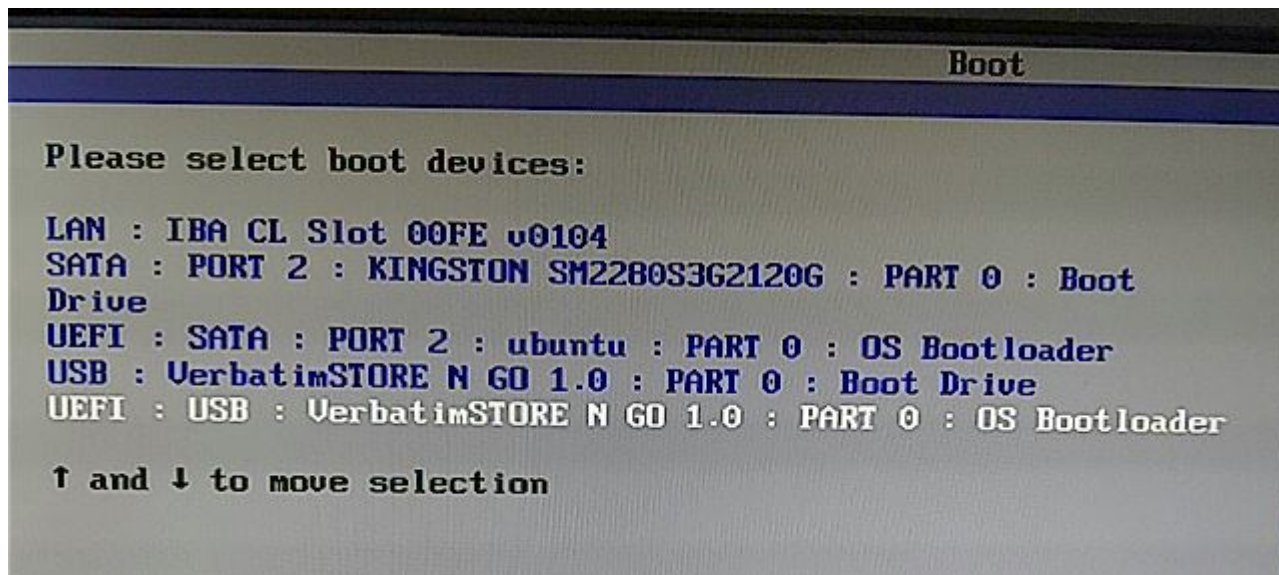 Boot
Please select boot devices:
LAN : IBA CL Slot 00FE v0104
SATA : PORT 2 : KINGSTON SM2280S3G2120G : PART 0 : Boot
Drive
UEFI : SATA : PORT 2 : ubuntu : PART 0 : OS Bootloader
USB : VerbatimSTORE N GO 1.0 : PART 0 : Boot Drive
UEFI : USB : VerbatimSTORE N GO 1.0 : PART 0 : OS Bootloader
↑ and ↓ to move selection